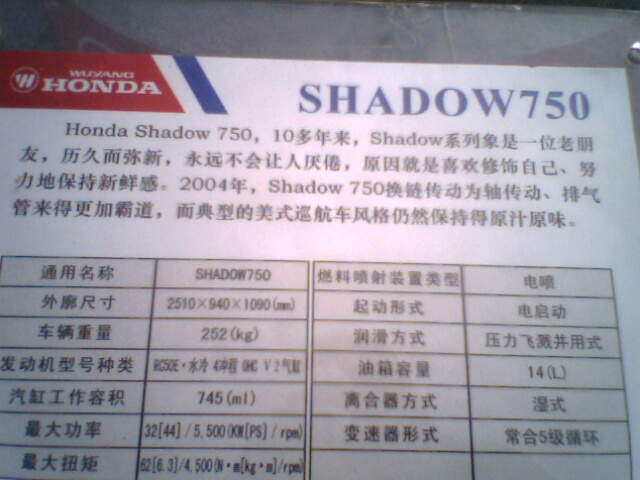 WUYANG
HONDA
SHADOW750
Honda Shadow 750，10多年来，Shadow系列象是一位老朋
友，历久而弥新，永远不会让人厌倦，原因就是喜欢修饰自己、努
力地保持新鲜感。2004年，Shadow 750换链传动为轴传动、排气
管来得更加霸道，而典型的美式巡航车风格仍然保持得原汁原味。
通用名称 SHADOW750 燃料喷射装置类型 电喷
外廓尺寸 2510×940×1090(mm) 起动形式 电启动
车辆重量 252(kg) 润滑方式 压力飞溅并用式
发动机型号种类 RC50E·水冷 4冲程 OHC V 2气缸 油箱容量 14(L)
汽缸工作容积 745(ml) 离合器方式 湿式
最大功率 32[44]/5,500(KW[PS]/rpm) 变速器形式 常合5级循环
最大扭矩 62[6.3]/4,500(N·m[kg·m]/rpm)